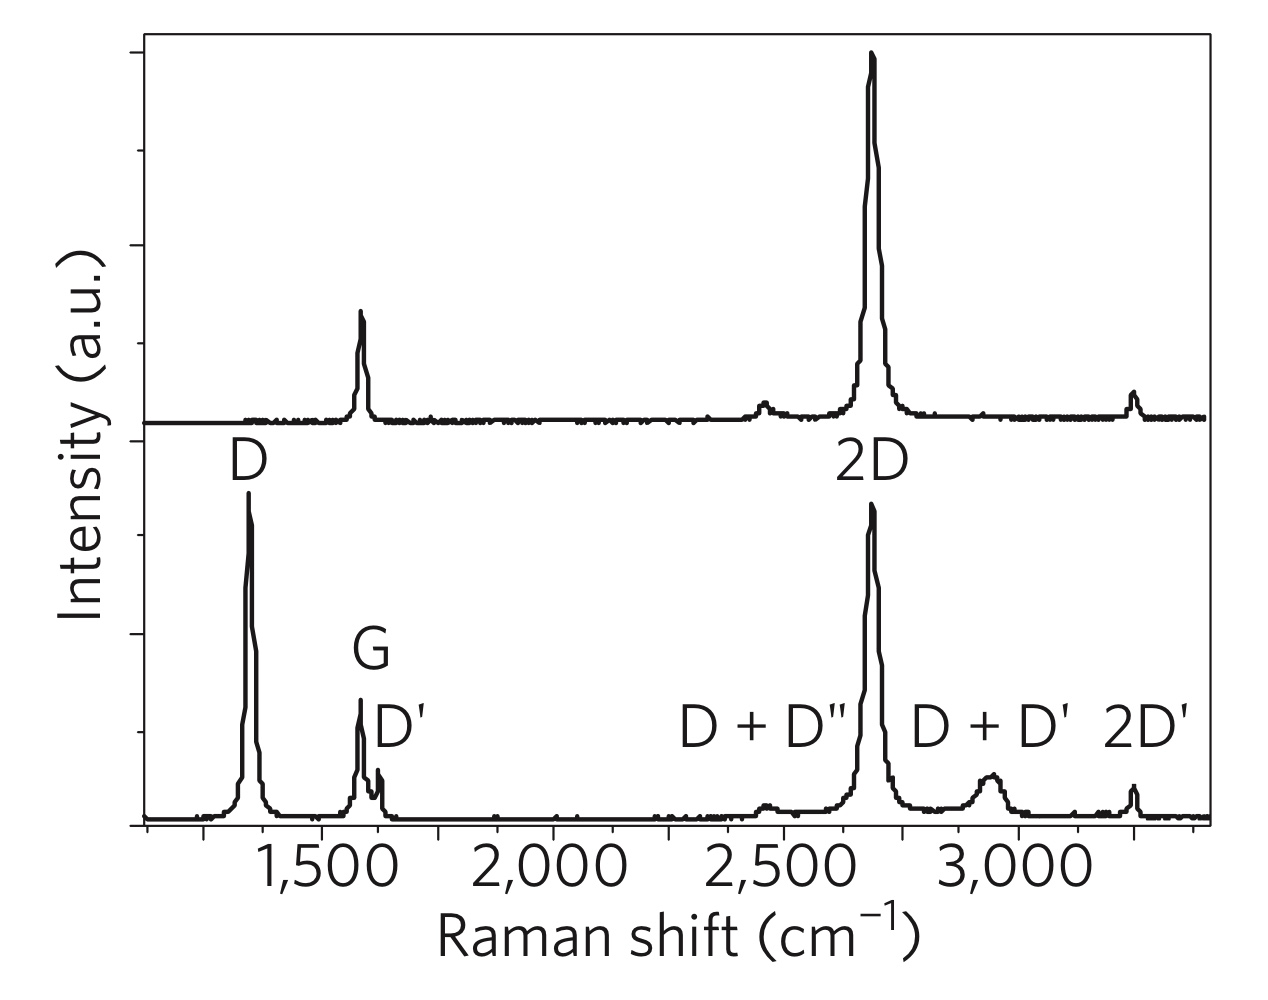 Intensity (a.u.)
D
2D
G
D'
D + D"
D + D'
2D'
1,500
2,000
2,500
3,000
Raman shift (cm⁻¹)